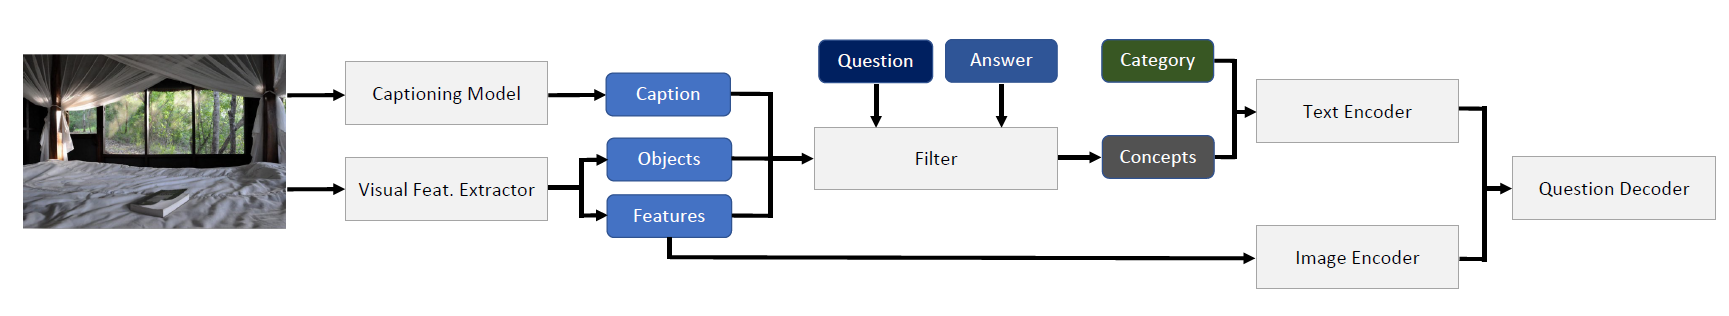 Captioning Model
Visual Feat. Extractor
Caption
Objects
Features
Question
Answer
Filter
Category
Concepts
Text Encoder
Image Encoder
Question Decoder